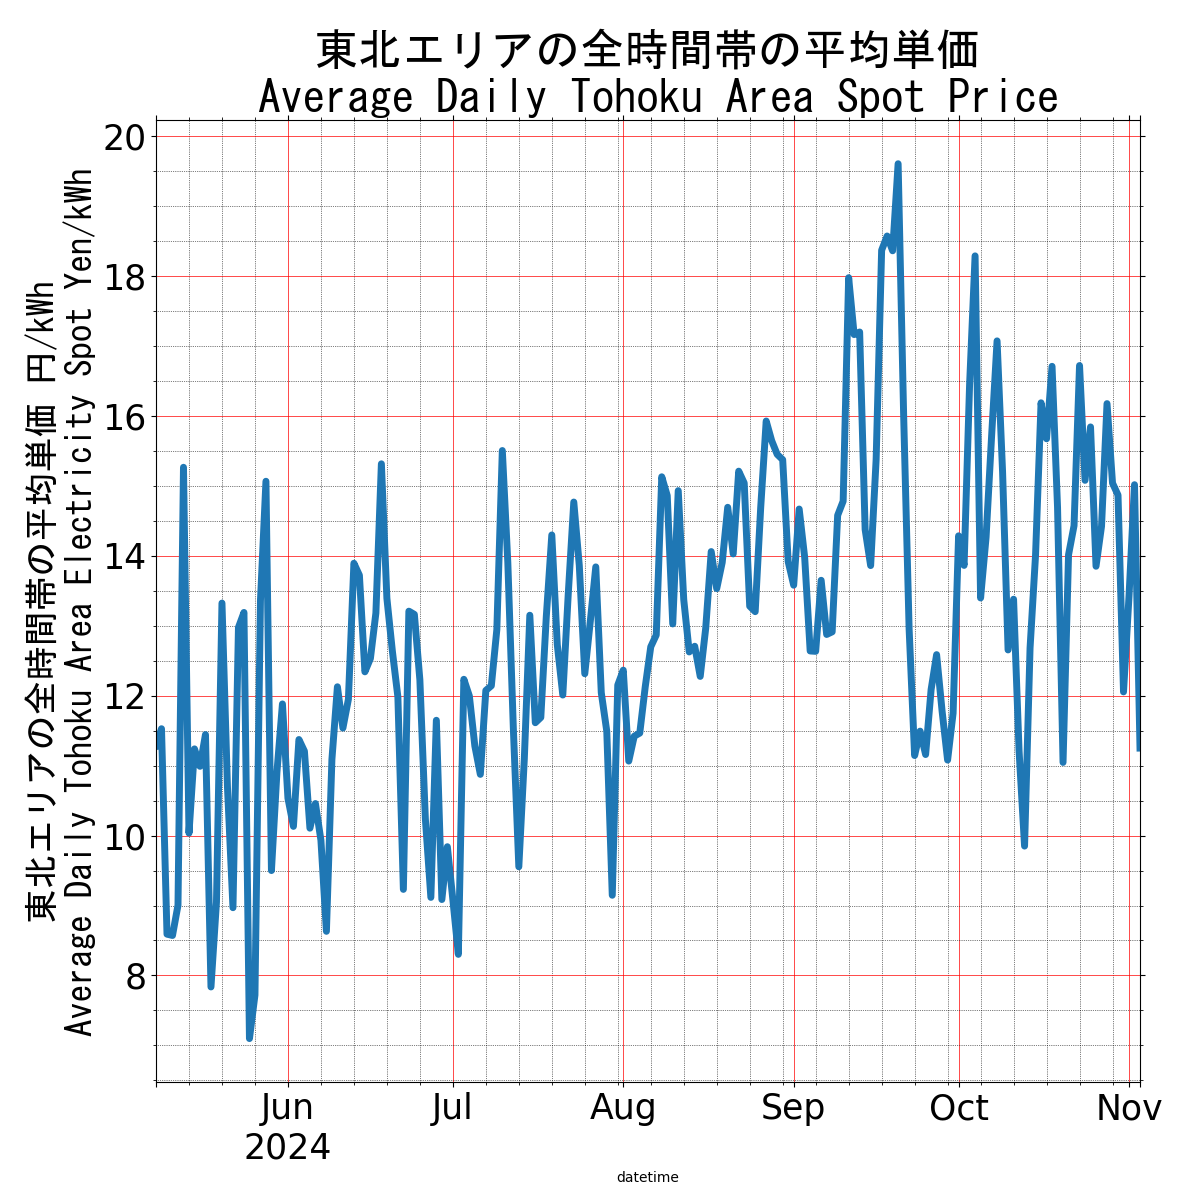 東北エリアの全時間帯の平均単価
Average Daily Tohoku Area Spot Price
東北エリアの全時間帯の平均単価 円/kWh
Average Daily Tohoku Area Electricity Spot Yen/kWh
20
18
16
14
12
10
8
Jun
2024
Jul
Aug
Sep
Oct
Nov
datetime